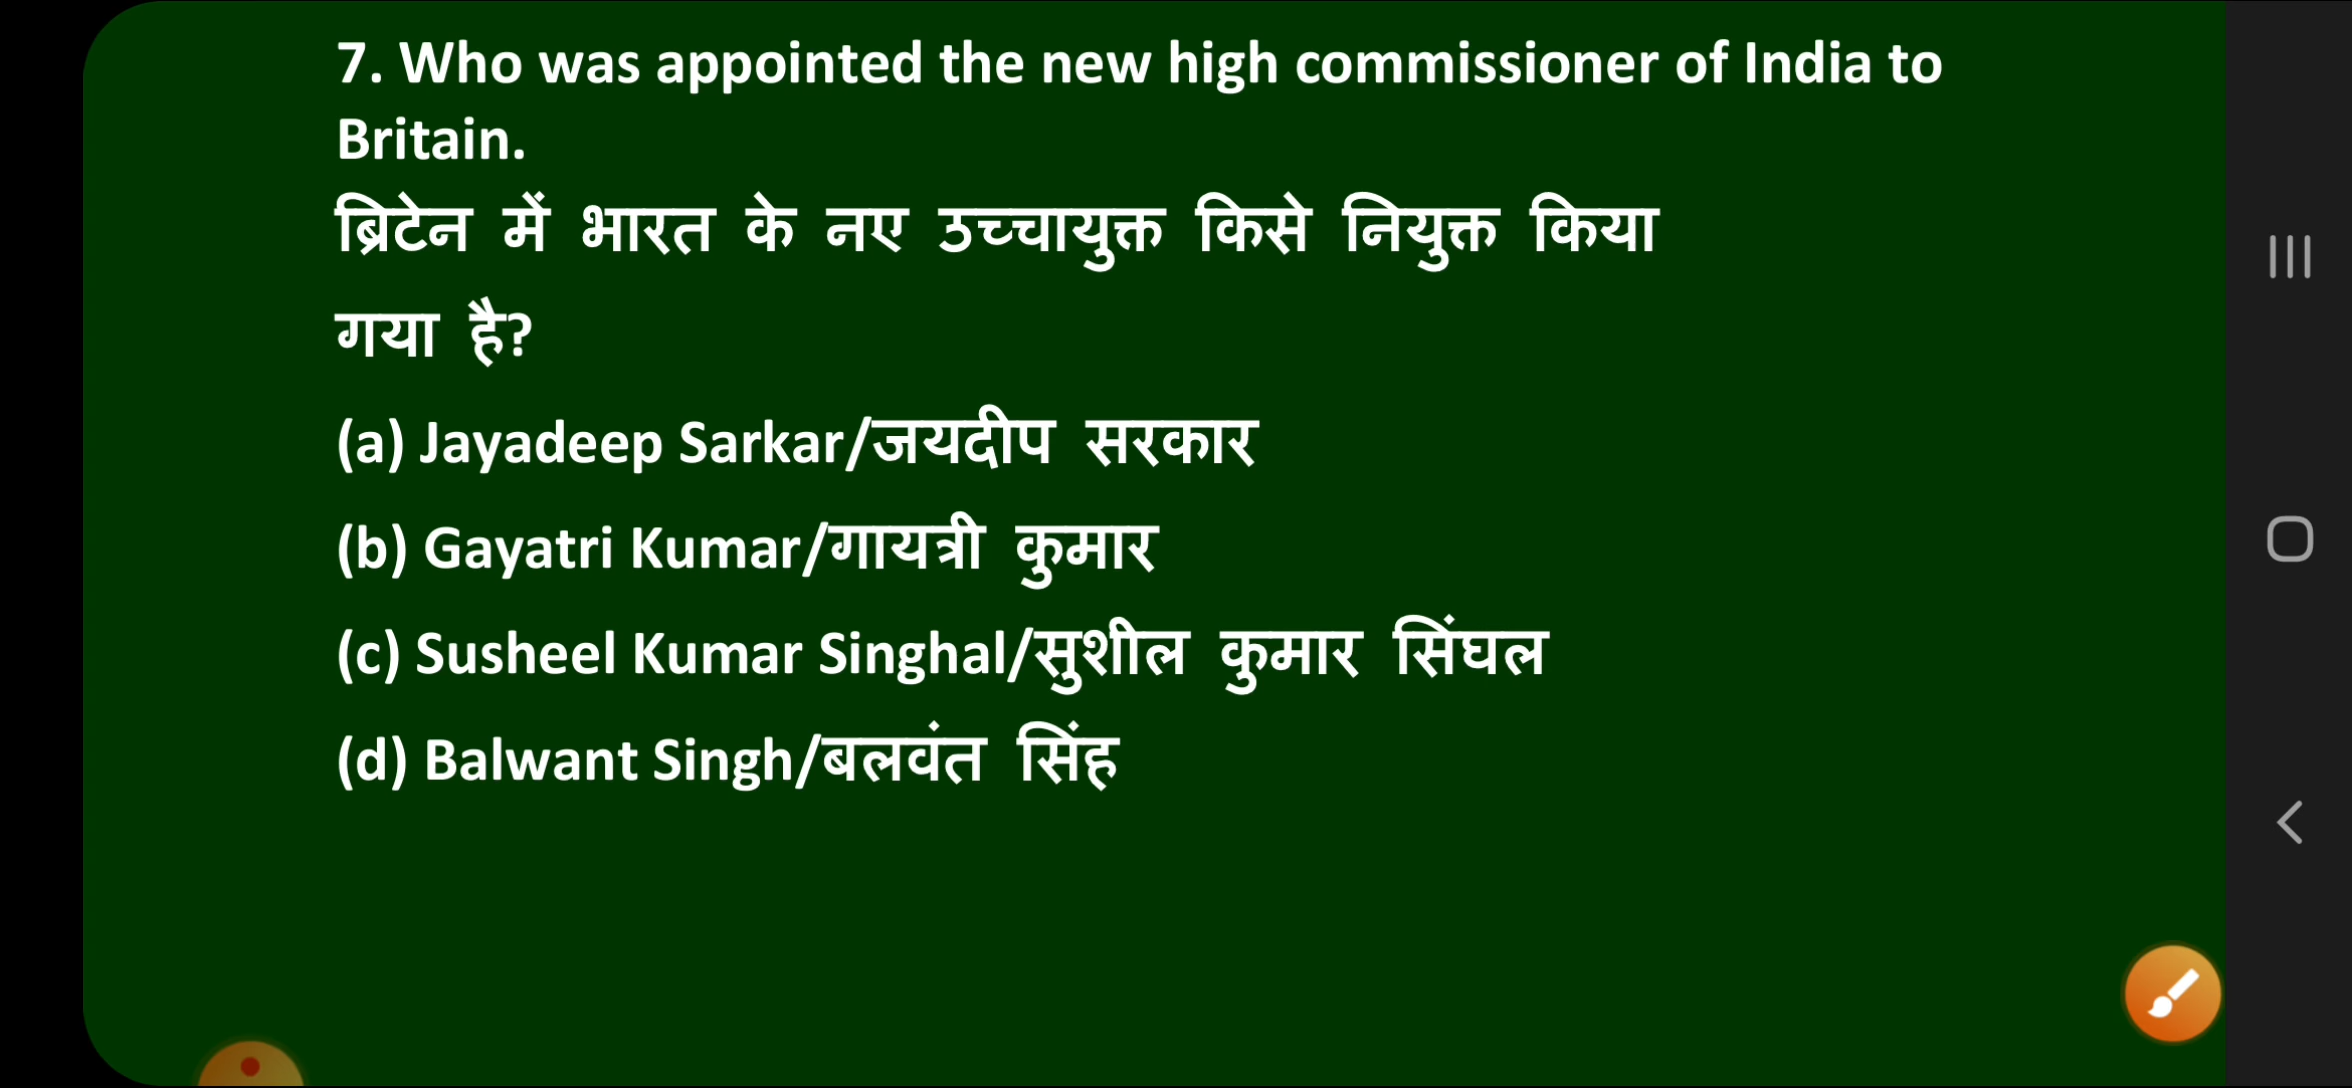 7. Who was appointed the new high commissioner of India to
Britain.
ब्रिटेन में भारत के नए उच्चायुक्त किसे नियुक्त किया
गया है?
(a) Jayadeep Sarkar/जयदीप सरकार
(b) Gayatri Kumar/गायत्री कुमार
(c) Susheel Kumar Singhal/सुशील कुमार सिंघल
(d) Balwant Singh/बलवंत सिंह